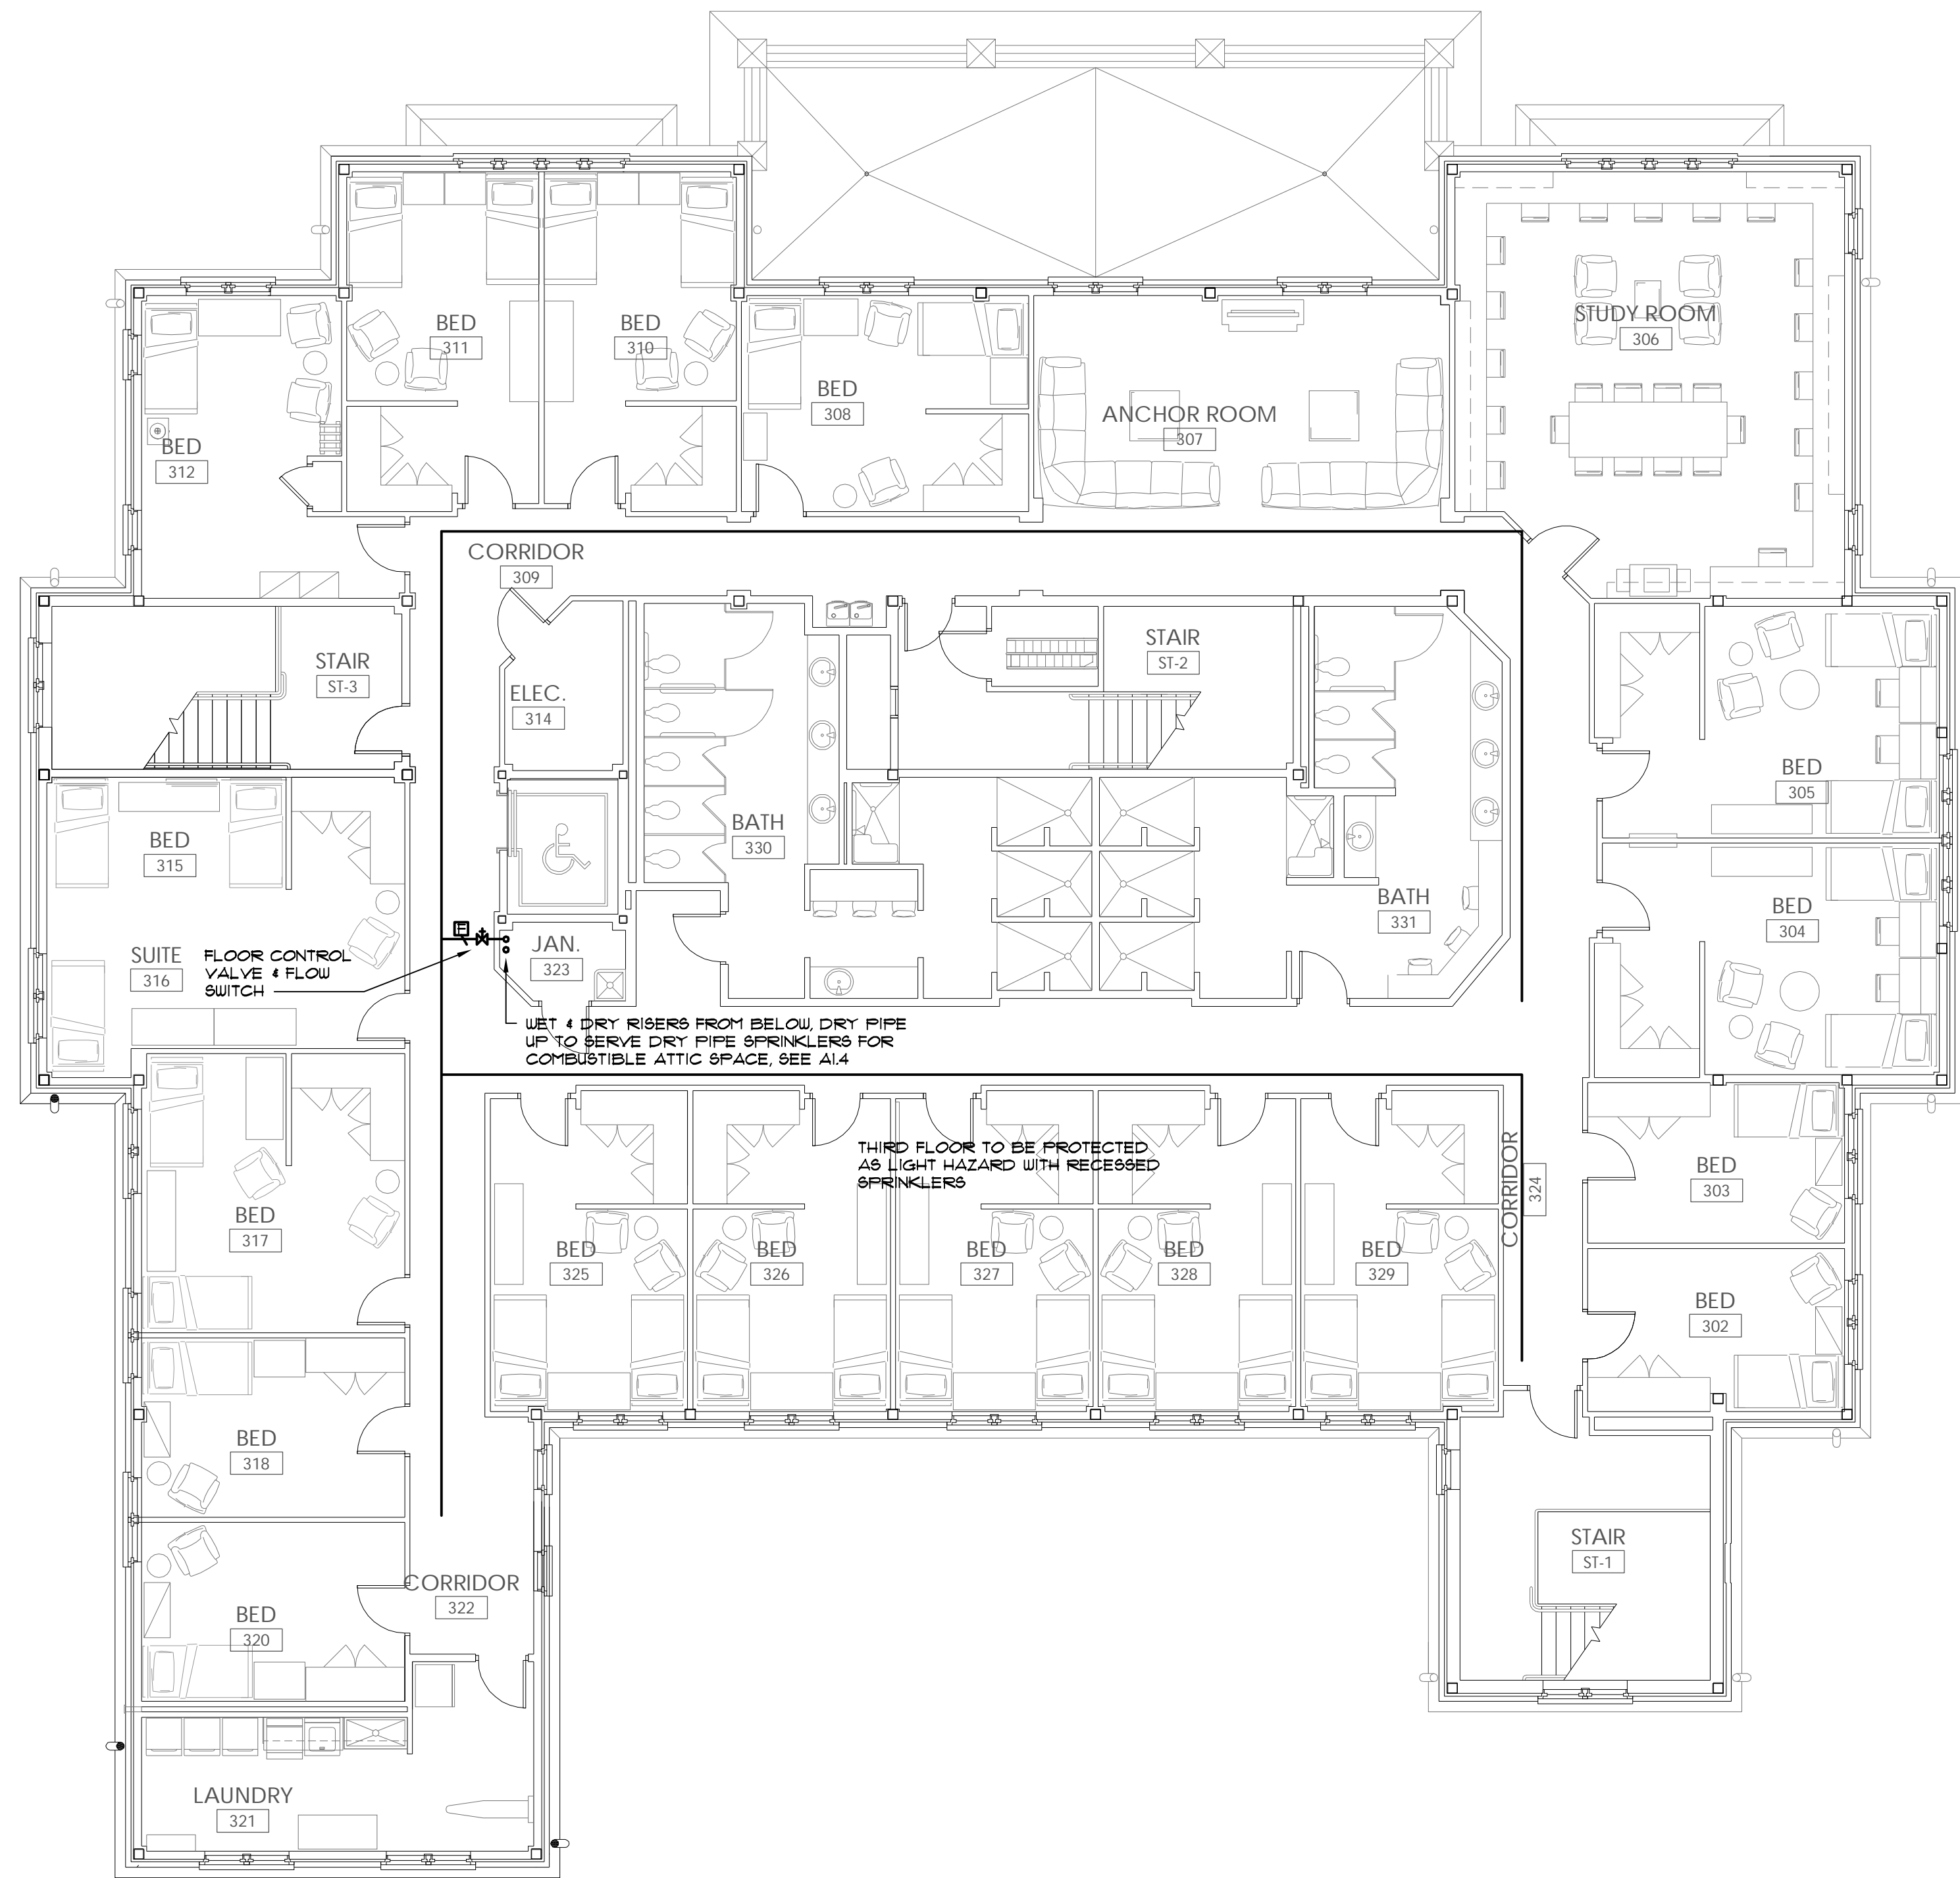 STUDY ROOM
306
BED
311
BED
310
BED
308
ANCHOR ROOM
307
BED
312
CORRIDOR
309
STAIR
ST-3
STAIR
ST-2
ELEC.
314
BED
305
BED
315
BATH
330
BATH
331
BED
304
SUITE
316
FLOOR CONTROL
VALVE & FLOW
SWITCH
F
JAN.
323
WET & DRY RISERS FROM BELOW, DRY PIPE
UP TO SERVE DRY PIPE SPRINKLERS FOR
COMBUSTIBLE ATTIC SPACE, SEE A1.4
THIRD FLOOR TO BE PROTECTED
AS LIGHT HAZARD WITH RECESSED
SPRINKLERS
CORRIDOR
324
BED
303
BED
317
BED
325
BED
326
BED
327
BED
328
BED
329
BED
302
BED
318
STAIR
ST-1
CORRIDOR
322
BED
320
LAUNDRY
321